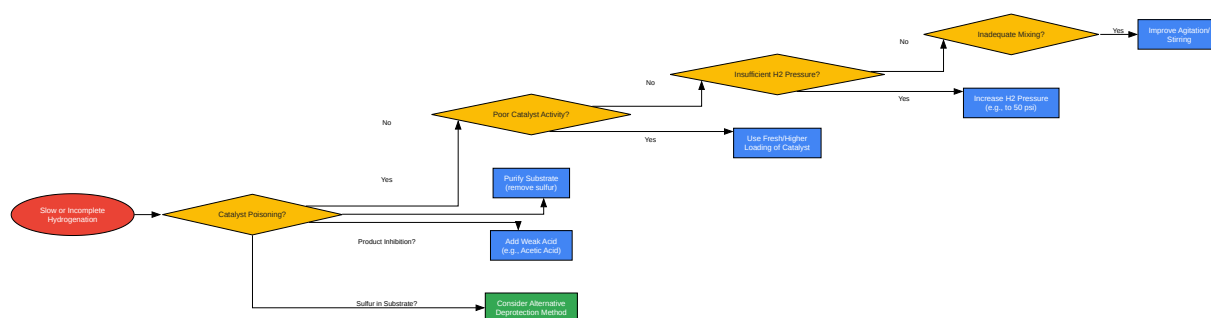 Inadequate Mixing?
Yes
Improve Agitation/
Stirring
No
Insufficient H2 Pressure?
No
Yes
Increase H2 Pressure
(e.g., to 50 psi)
Poor Catalyst Activity?
No
Yes
Use Fresh/Higher
Loading of Catalyst
Yes
Purify Substrate
(remove sulfur)
Slow or Incomplete
Hydrogenation
Catalyst Poisoning?
Product Inhibition?
Add Weak Acid
(e.g., Acetic Acid)
Sulfur in Substrate?
Consider Alternative
Deprotection Method